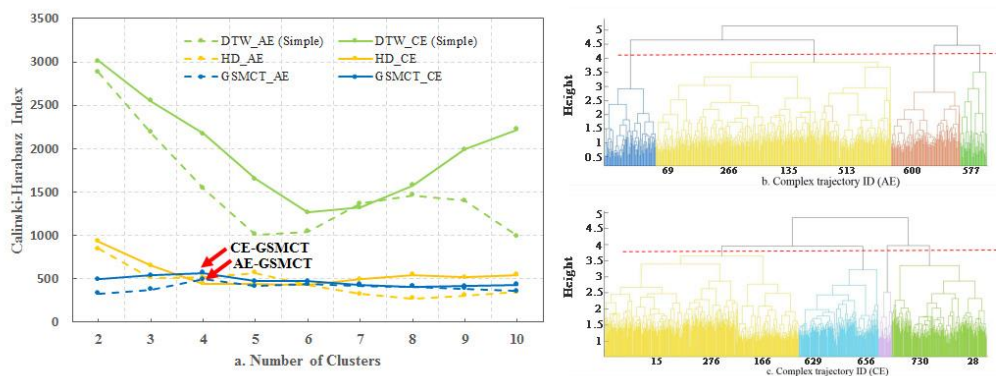 3500
3000
2500
2000
1500
1000
500
0
Calinski-Harabasz Index
DTW_AE (Simple)
DTW_CE (Simple)
HD_AE
HD_CE
GSMCT_AE
GSMCT_CE
CE-GSMCT
AE-GSMCT
2 3 4 5 6 7 8 9 10
a. Number of Clusters
5
4.5
4
3.5
3
2.5
2
1.5
1
0.5
Height
69 266 135 513 600 577
b. Complex trajectory ID (AE)
5
4.5
4
3.5
3
2.5
2
1.5
1
Height
15 276 166 629 656 730 28
c. Complex trajectory ID (CE)